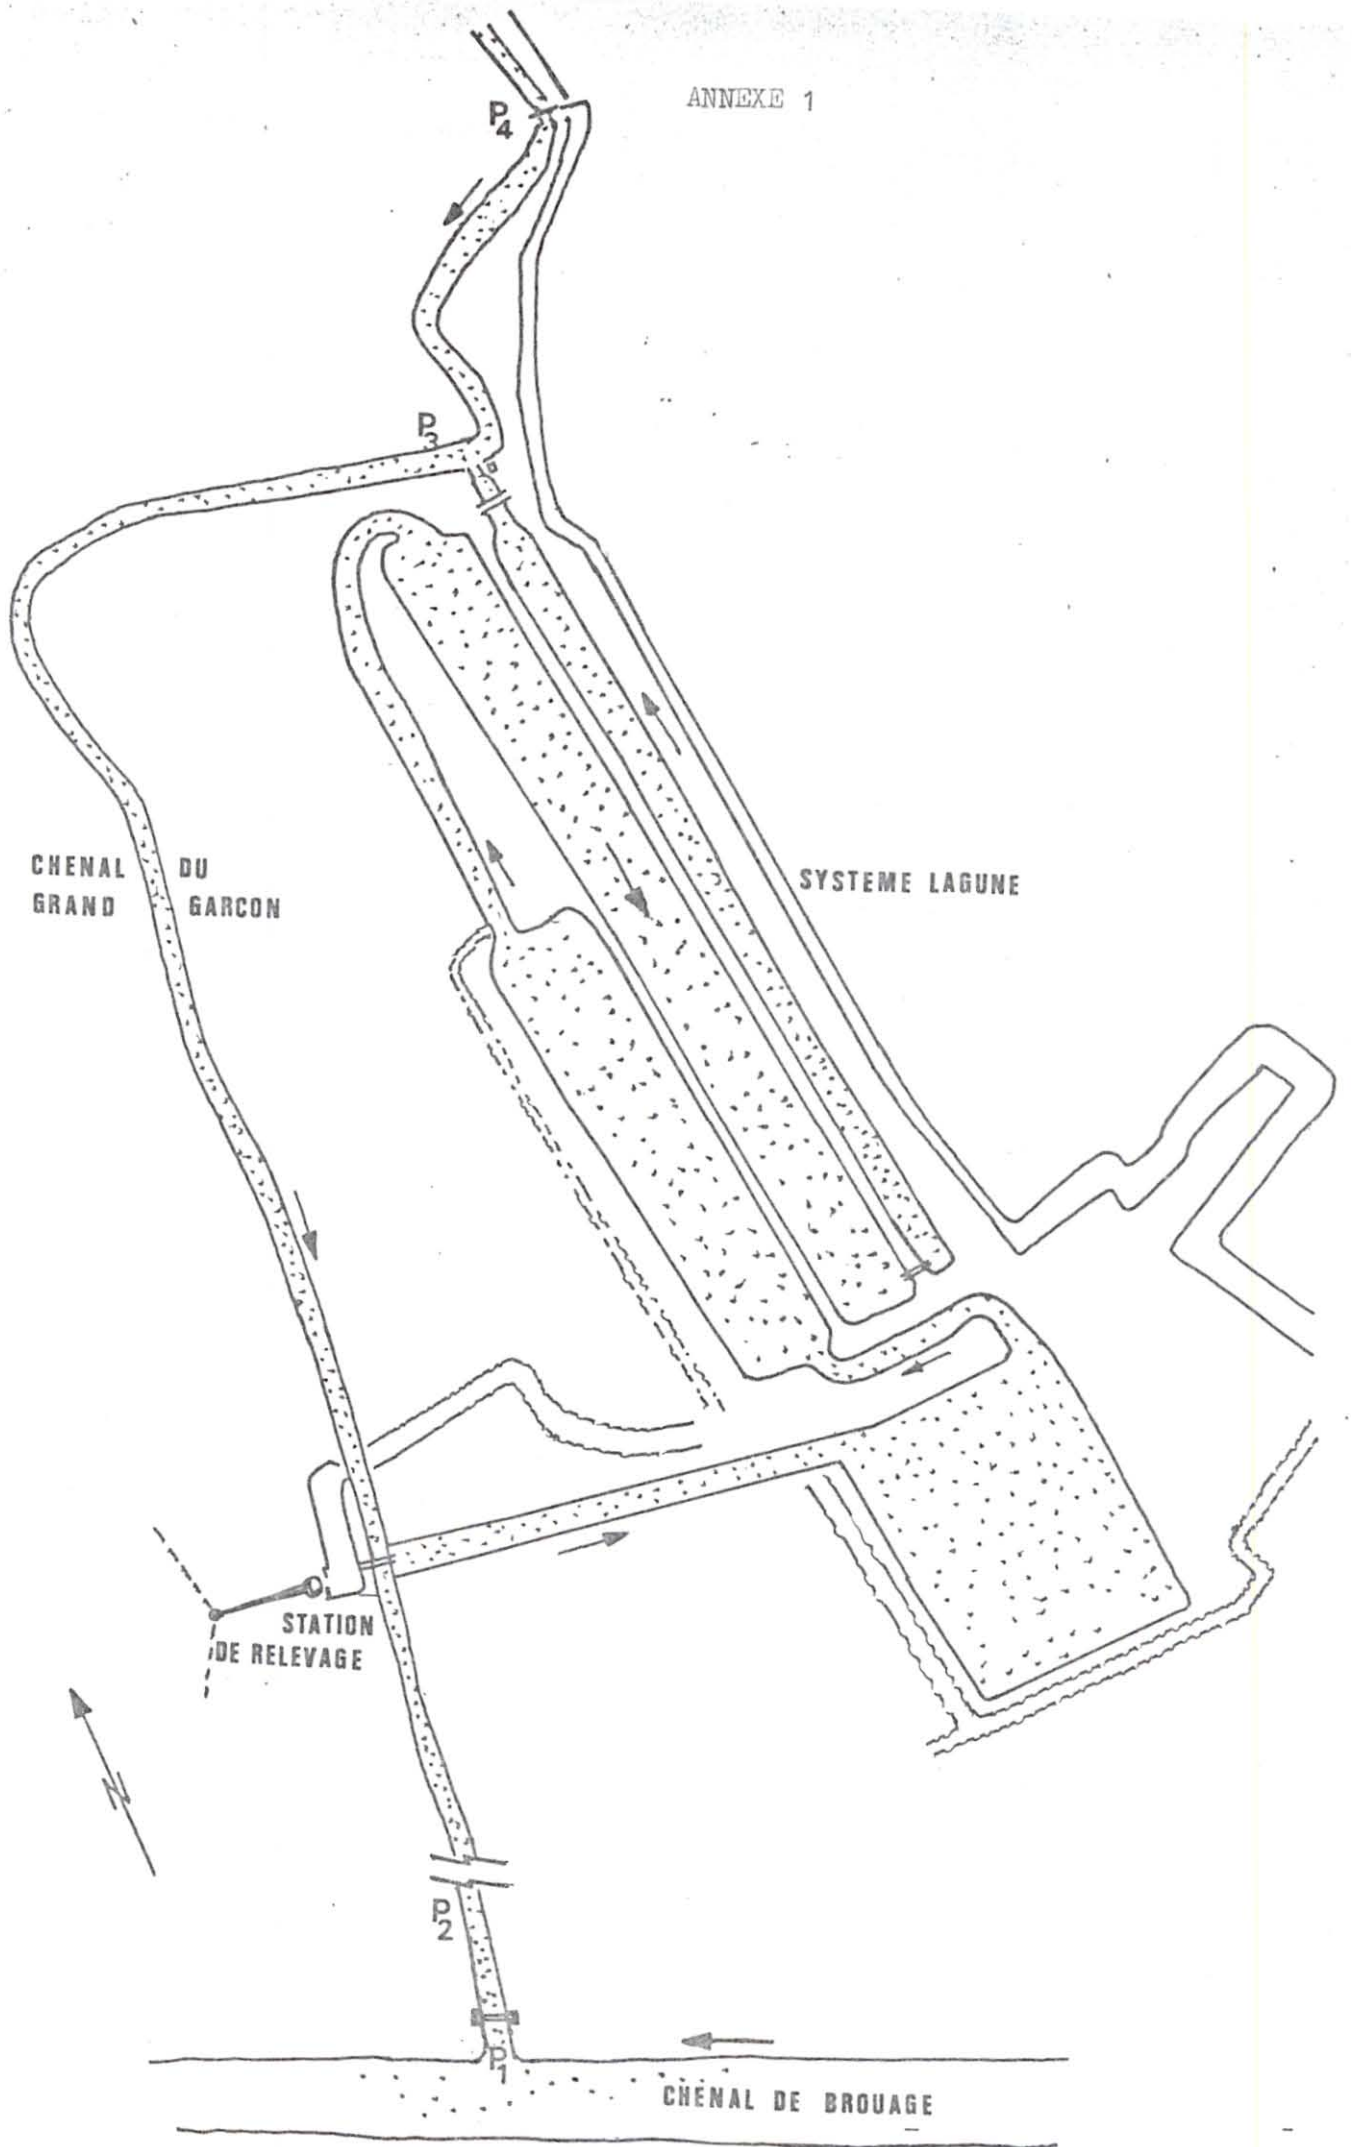 ANNEXE 1
P4
P3
CHENAL DU
GRAND GARCON
SYSTEME LAGUNE
STATION
DE RELEVAGE
N
P2
P1
CHENAL DE BROUAGE